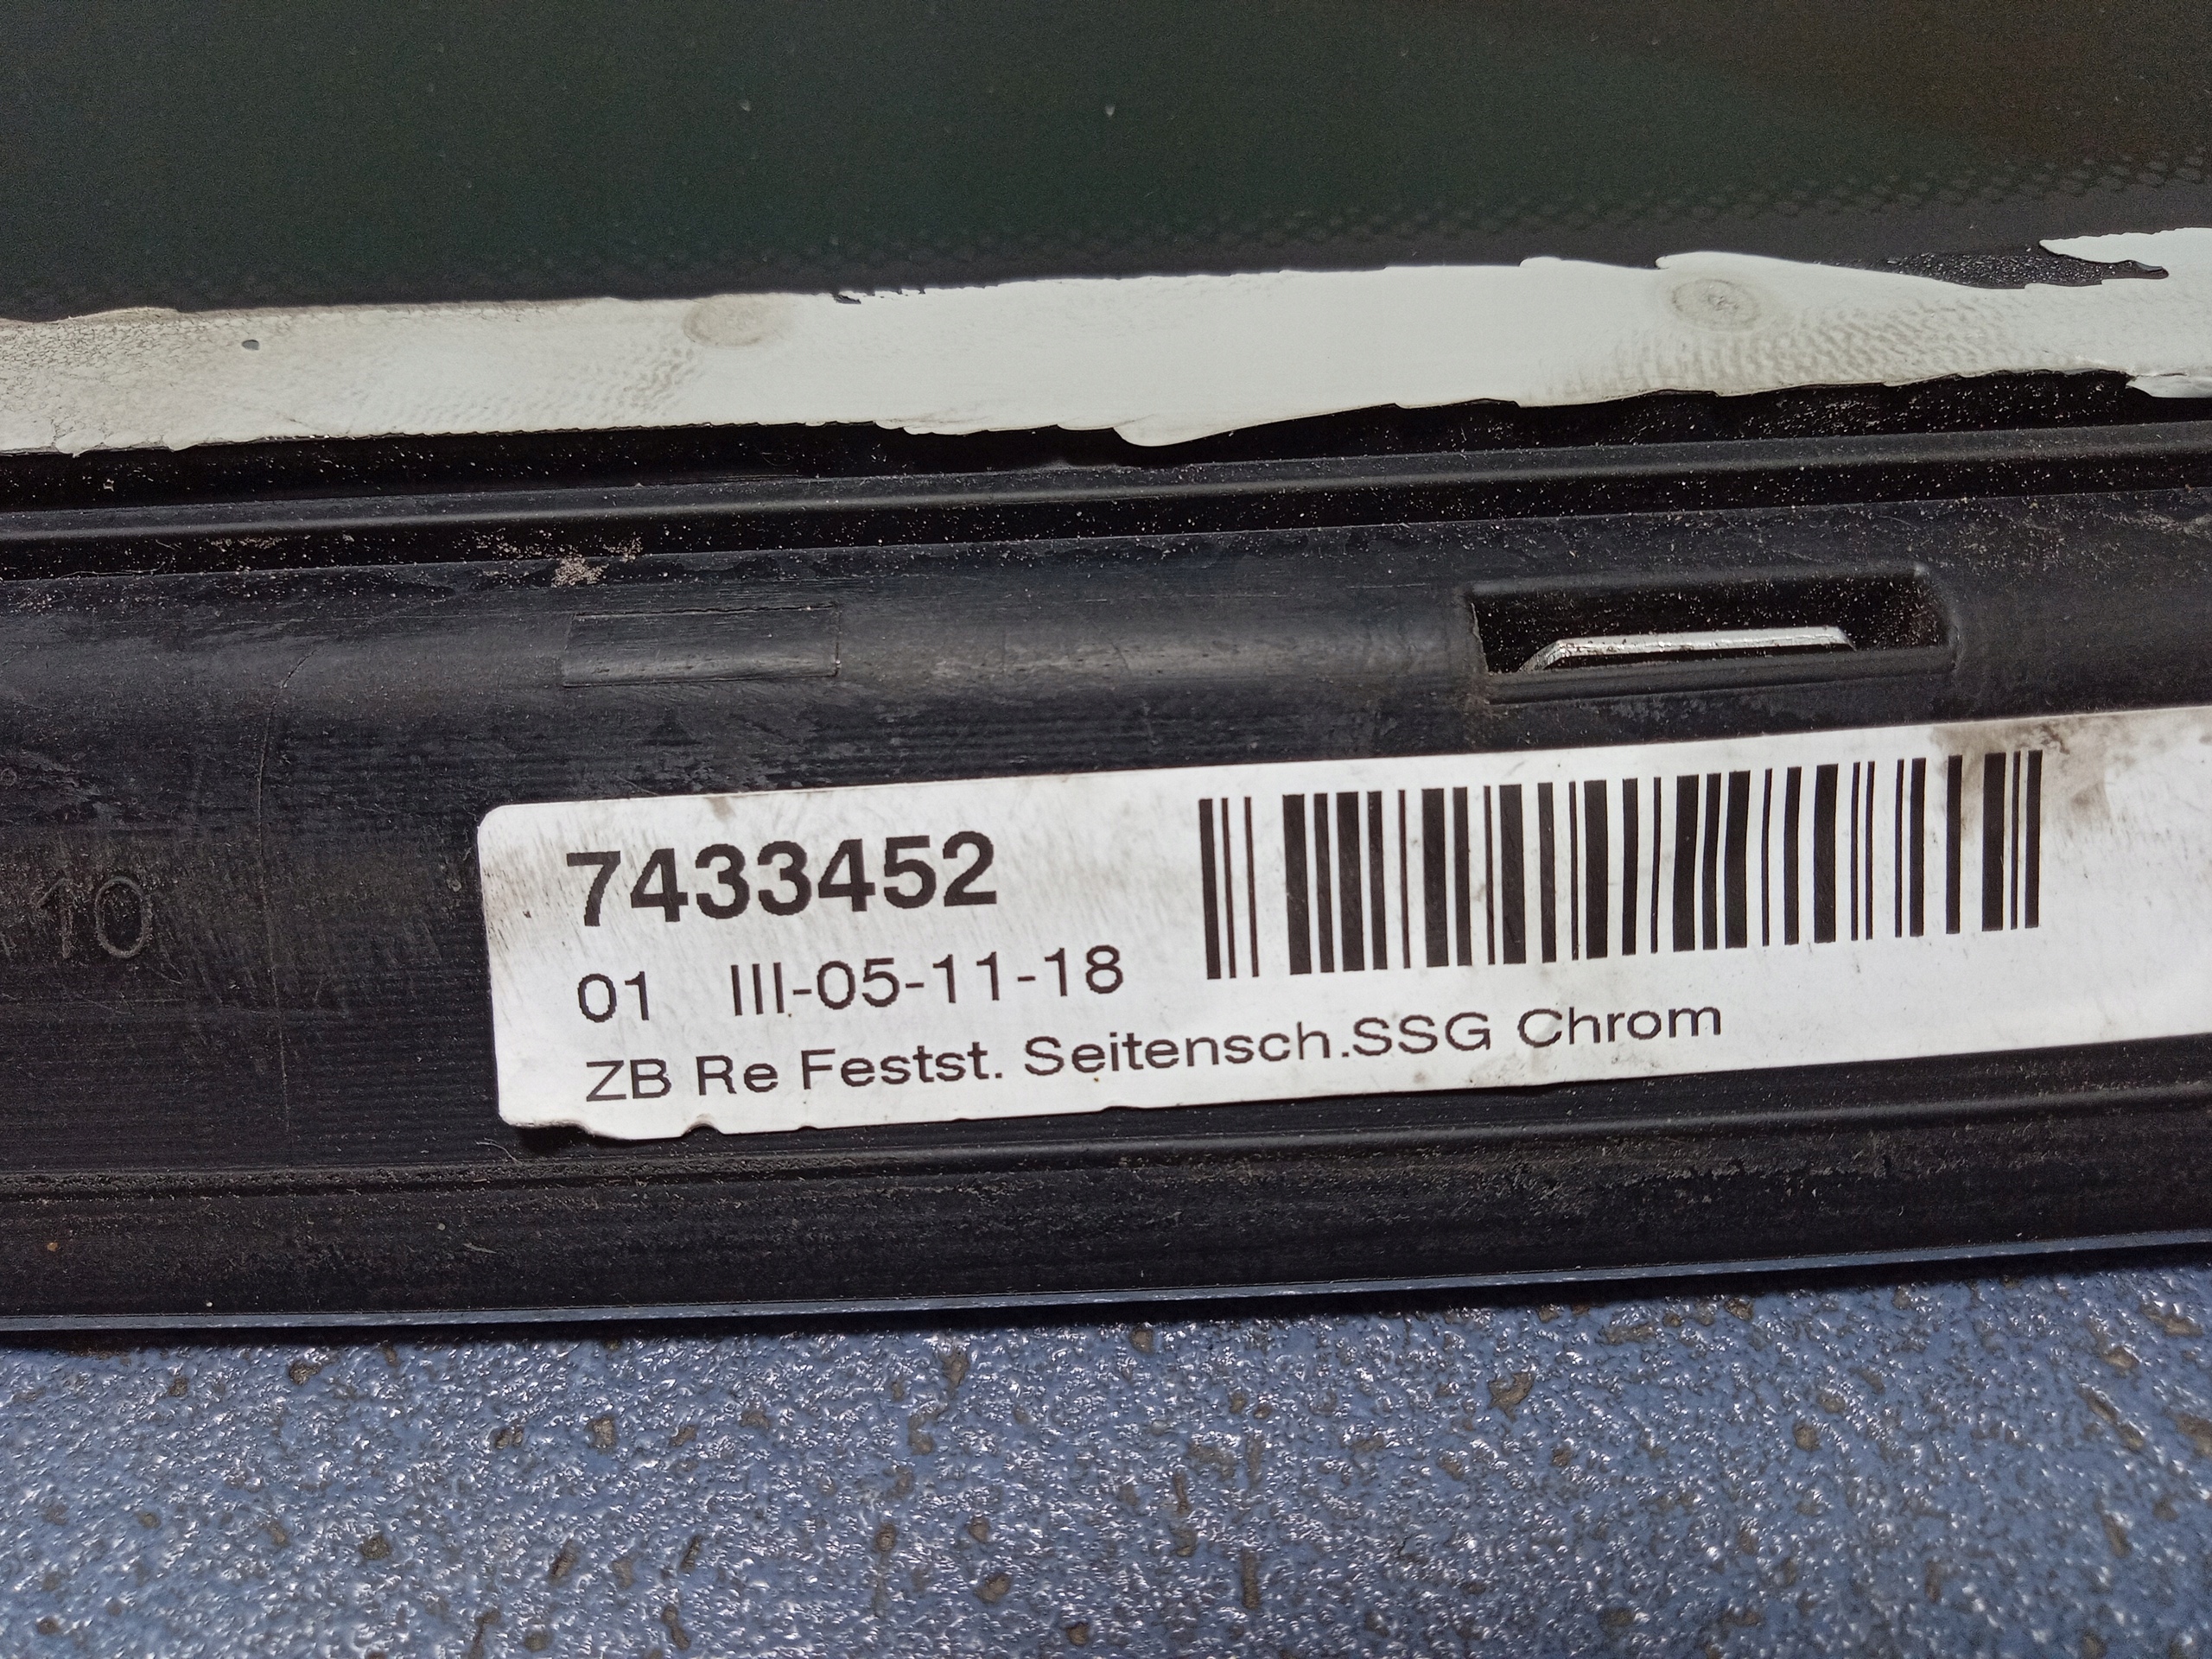 10
7433452
01 III-05-11-18
ZB Re Festst. Seitensch.SSG Chrom